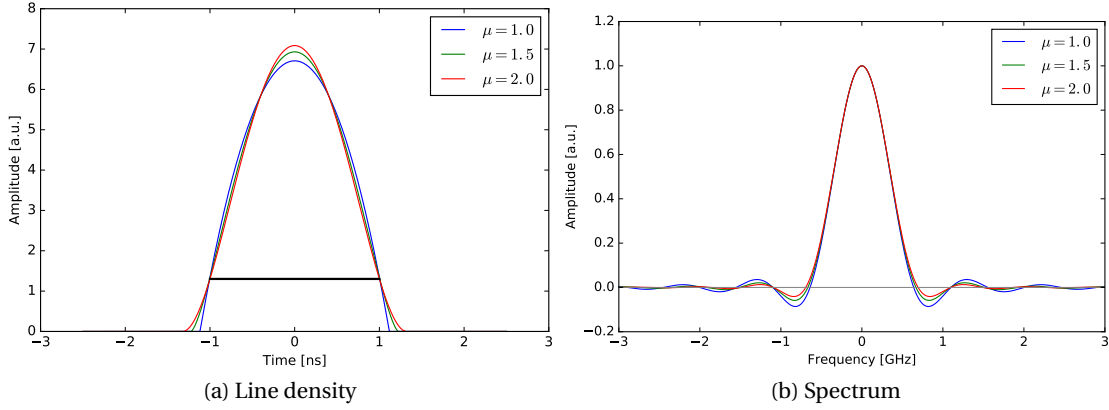 8
7
6
5
4
3
2
1
0
Amplitude [a.u.]
−3
−2
−1
0
1
2
3
Time [ns]
μ = 1.0
μ = 1.5
μ = 2.0
(a) Line density
1.2
1.0
0.8
0.6
0.4
0.2
0.0
−0.2
Amplitude [a.u.]
−3
−2
−1
0
1
2
3
Frequency [GHz]
μ = 1.0
μ = 1.5
μ = 2.0
(b) Spectrum